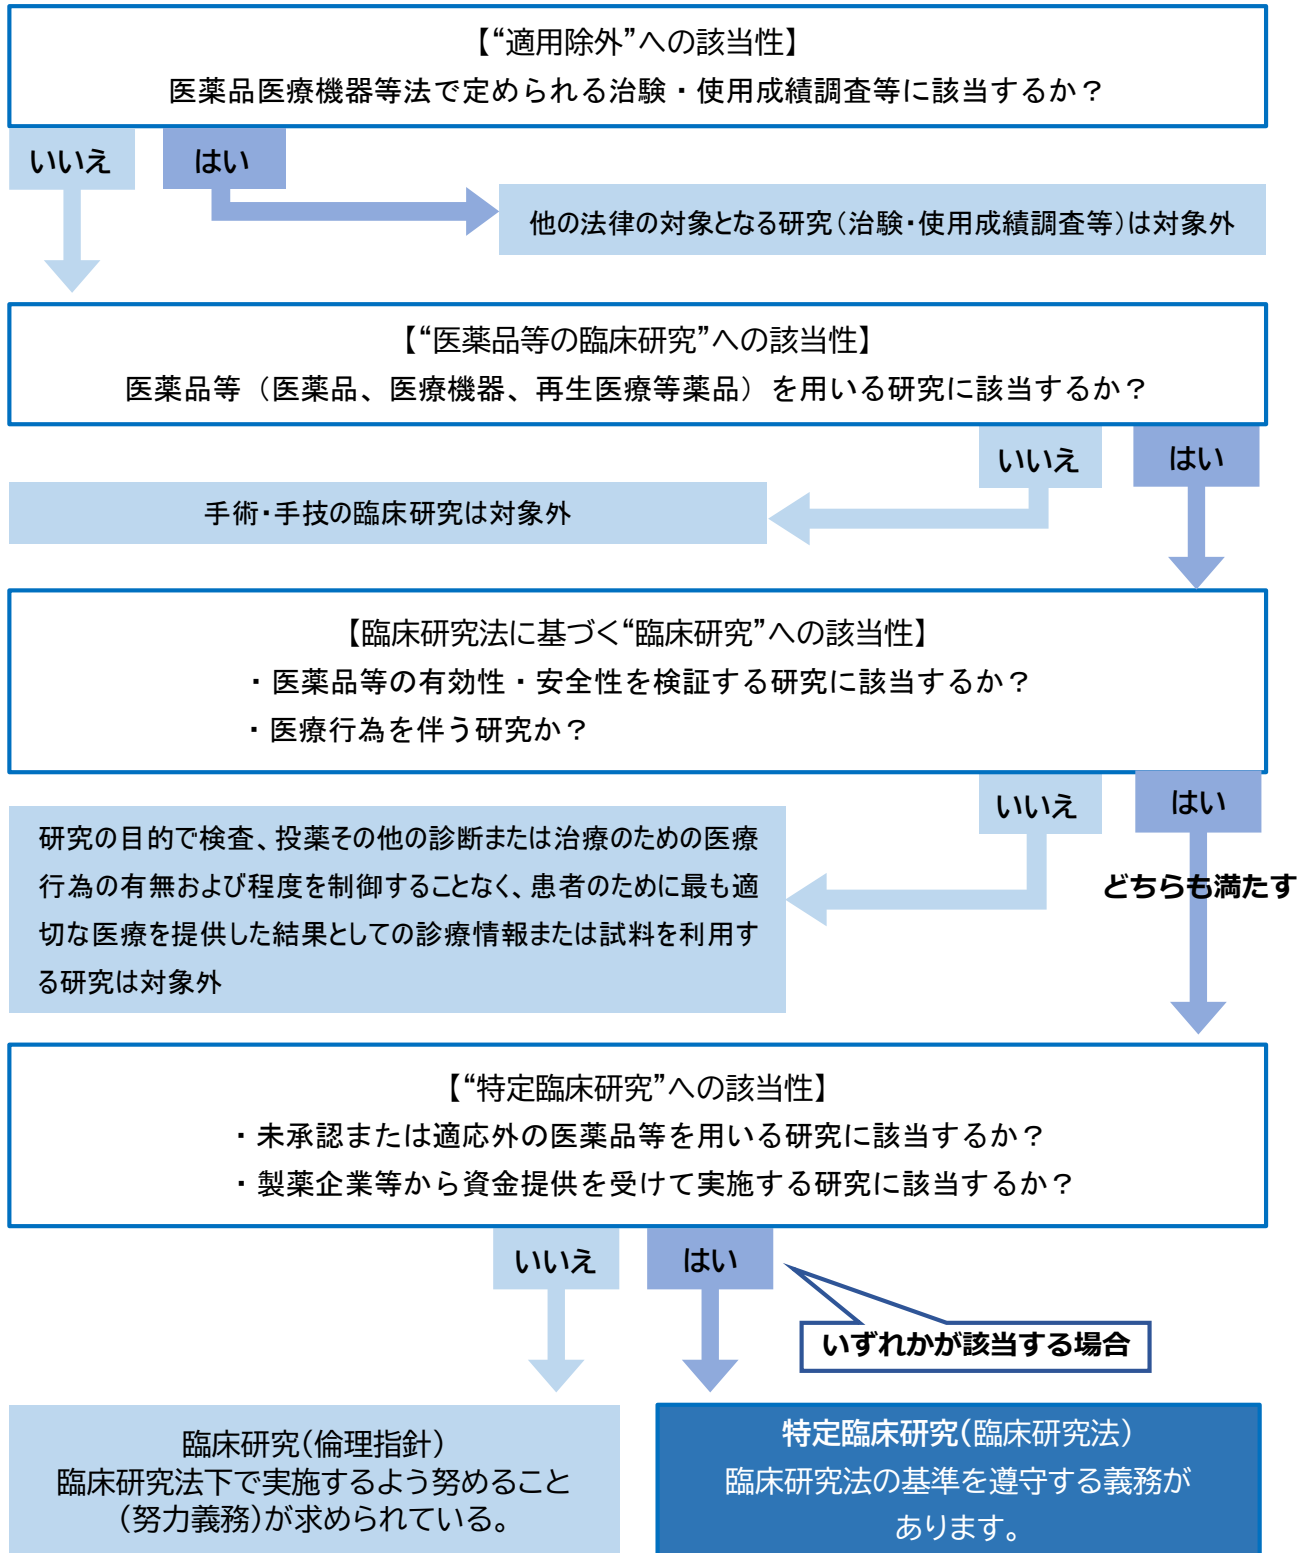 【“適用除外”への該当性】
医薬品医療機器等法で定められる治験・使用成績調査等に該当するか？
いいえ
はい
他の法律の対象となる研究（治験・使用成績調査等）は対象外
【“医薬品等の臨床研究”への該当性】
医薬品等（医薬品、医療機器、再生医療等薬品）を用いる研究に該当するか？
いいえ
はい
手術・手技の臨床研究は対象外
【臨床研究法に基づく“臨床研究”への該当性】
・医薬品等の有効性・安全性を検証する研究に該当するか？
・医療行為を伴う研究か？
いいえ
はい
どちらも満たす
研究の目的で検査、投薬その他の診断または治療のための医療
行為の有無および程度を制御することなく、患者のために最も適
切な医療を提供した結果としての診療情報または試料を利用す
る研究は対象外
【“特定臨床研究”への該当性】
・未承認または適応外の医薬品等を用いる研究に該当するか？
・製薬企業等から資金提供を受けて実施する研究に該当するか？
いいえ
はい
いずれかが該当する場合
臨床研究（倫理指針）
臨床研究法下で実施するよう努めること
（努力義務）が求められている。
特定臨床研究（臨床研究法）
臨床研究法の基準を遵守する義務が
あります。